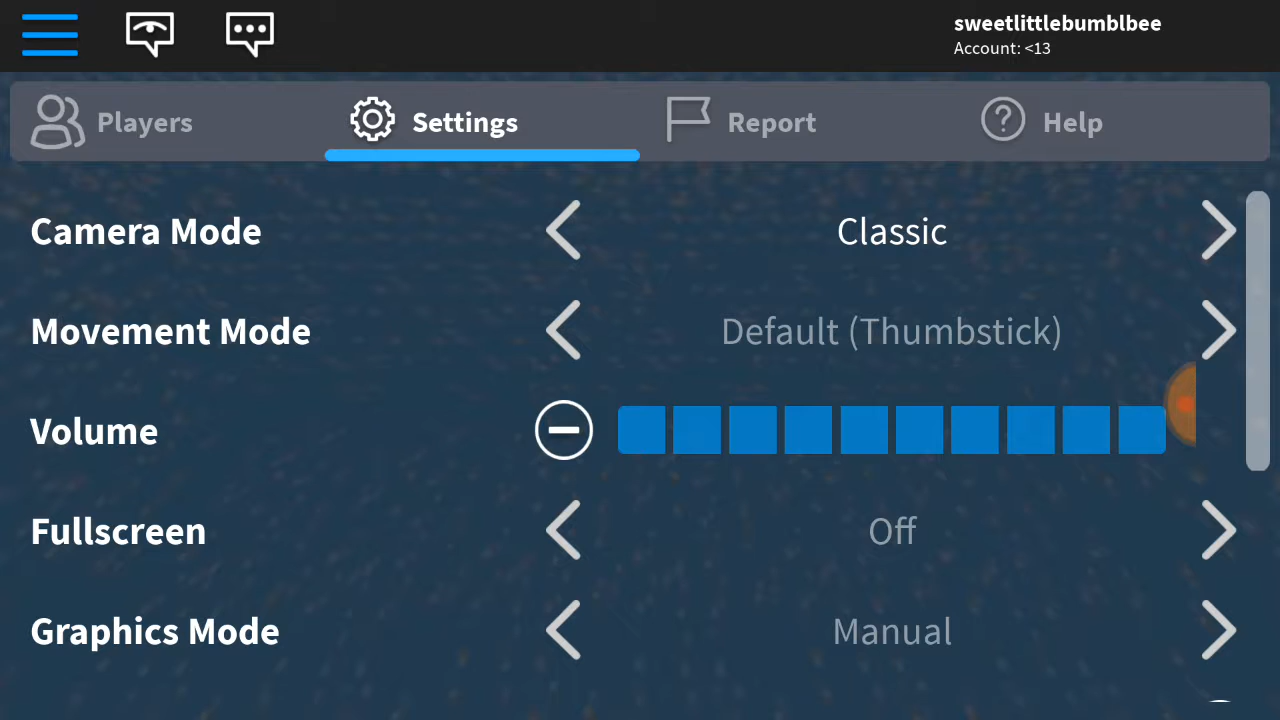 sweetlittlebumblbee
Account: <13
Players
Settings
Report
Help
Camera Mode
Classic
Movement Mode
Default (Thumbstick)
Volume
Fullscreen
Off
Graphics Mode
Manual